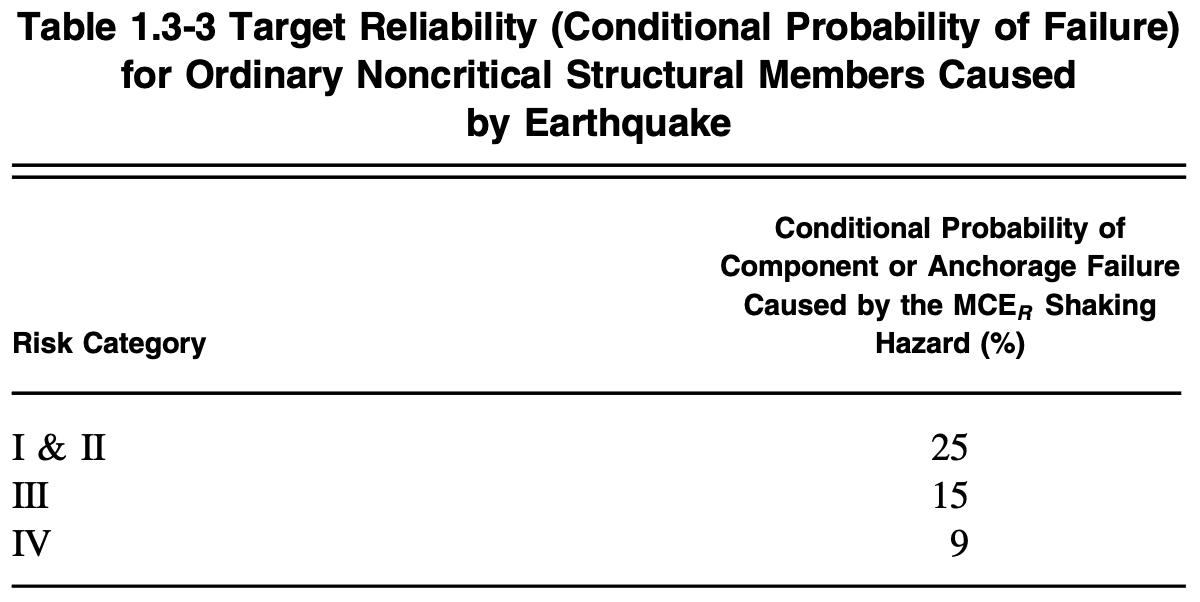 Table 1.3-3 Target Reliability (Conditional Probability of Failure)
for Ordinary Noncritical Structural Members Caused
by Earthquake
Conditional Probability of
Component or Anchorage Failure
Caused by the MCER Shaking
Risk Category Hazard (%)
I & II 25
III 15
IV 9